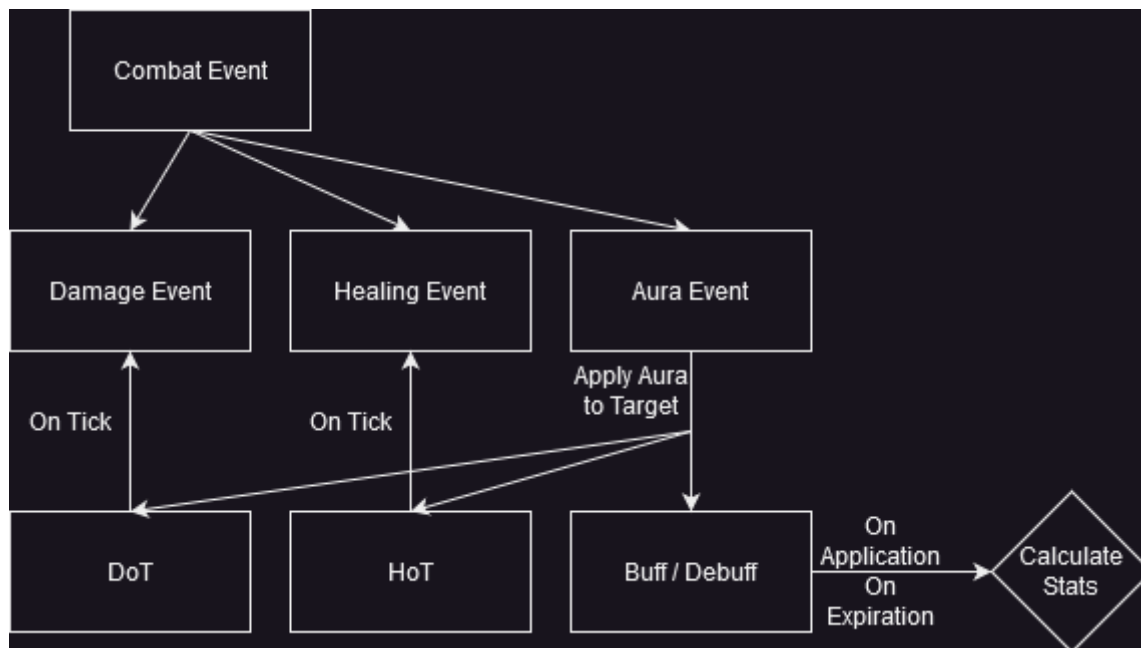 Combat Event
Damage Event
Healing Event
Aura Event
Apply Aura
to Target
On Tick
On Tick
DoT
HoT
Buff / Debuff
On
Application
On
Expiration
Calculate
Stats